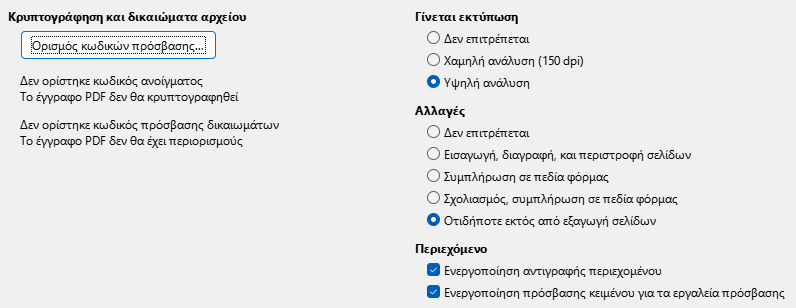 Κρυπτογράφηση και δικαιώματα αρχείου
Ορισμός κωδικών πρόσβασης...
Δεν ορίστηκε κωδικός ανοίγματος
Το έγγραφο PDF δεν θα κρυπτογραφηθεί
Δεν ορίστηκε κωδικός πρόσβασης δικαιωμάτων
Το έγγραφο PDF δεν θα έχει περιορισμούς
Γίνεται εκτύπωση
Δεν επιτρέπεται
Χαμηλή ανάλυση (150 dpi)
Υψηλή ανάλυση
Αλλαγές
Δεν επιτρέπεται
Εισαγωγή, διαγραφή, και περιστροφή σελίδων
Συμπλήρωση σε πεδία φόρμας
Σχολιασμός, συμπλήρωση σε πεδία φόρμας
Οτιδήποτε εκτός από εξαγωγή σελίδων
Περιεχόμενο
Ενεργοποίηση αντιγραφής περιεχομένου
Ενεργοποίηση πρόσβασης κειμένου για τα εργαλεία πρόσβασης